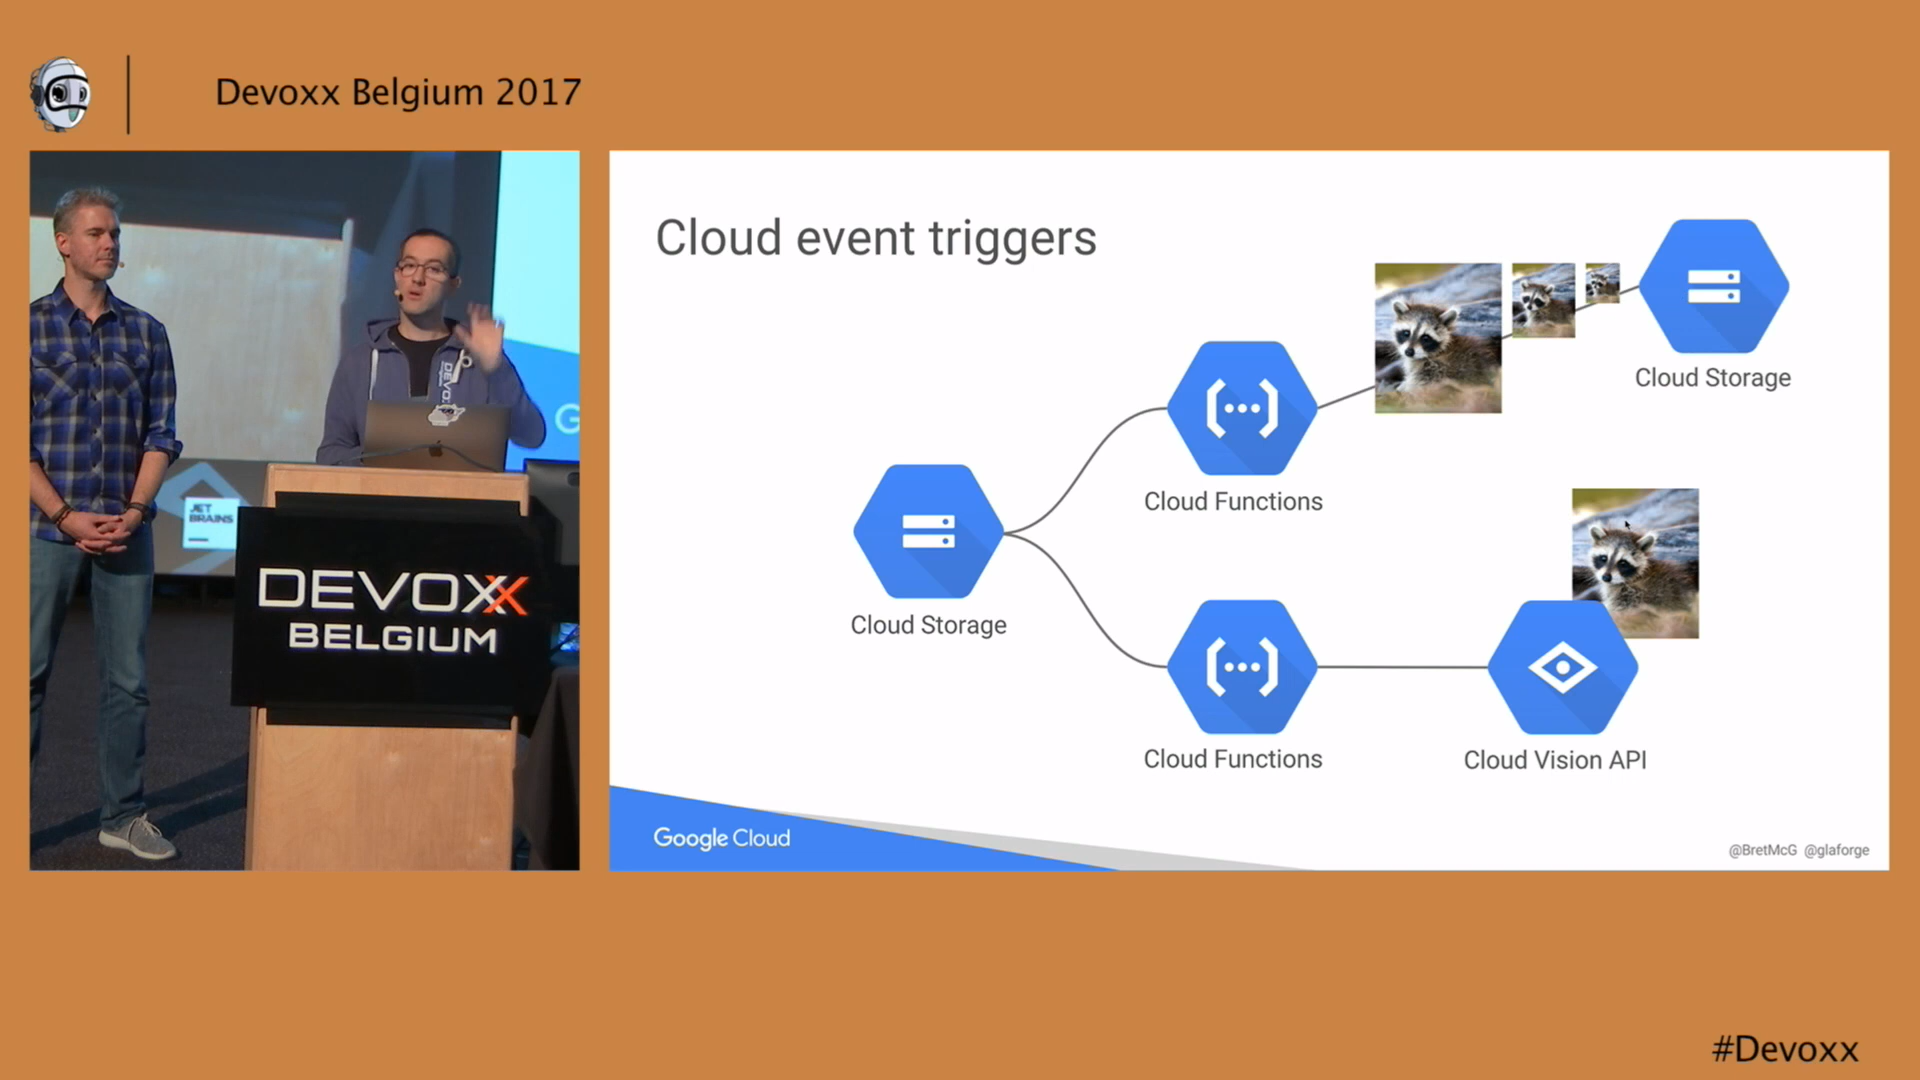 Devoxx Belgium 2017
JET
BRAINS
DEVOXX
BELGIUM
Cloud event triggers
Cloud Storage
Cloud Functions
Cloud Storage
Cloud Functions
Cloud Vision API
Google Cloud
@BretMcG @glaforge
#Devoxx